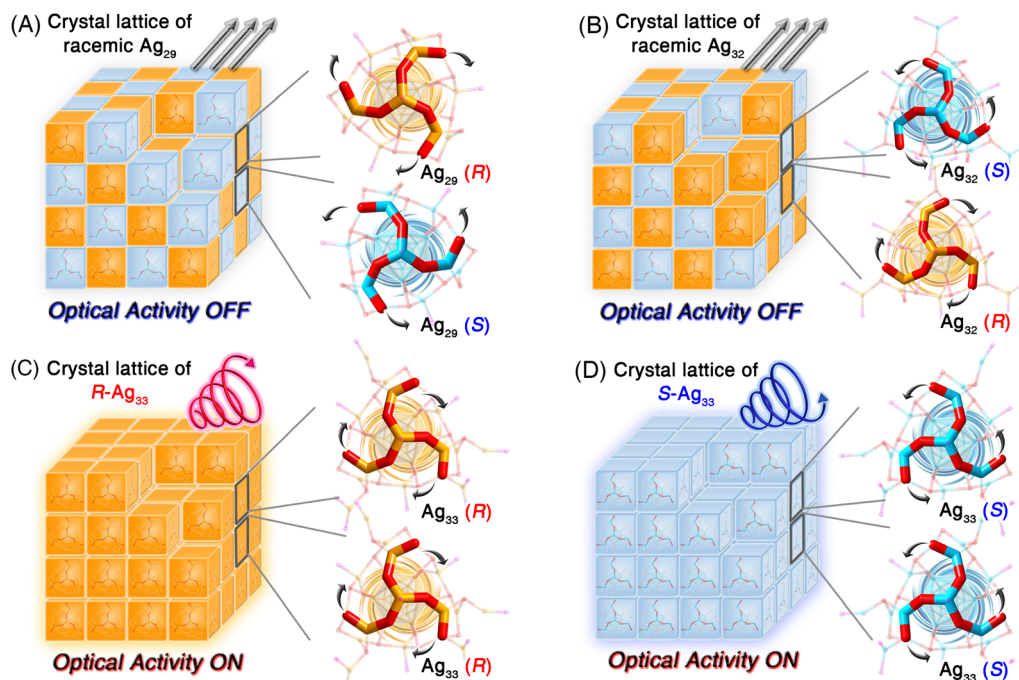 (A) Crystal lattice of
racemic Ag29
Ag29 (R)
Ag29 (S)
Optical Activity OFF
(B) Crystal lattice of
racemic Ag32
Ag32 (S)
Ag32 (R)
Optical Activity OFF
(C) Crystal lattice of
R-Ag33
Ag33 (R)
Ag33 (R)
Optical Activity ON
(D) Crystal lattice of
S-Ag33
Ag33 (S)
Ag33 (S)
Optical Activity ON